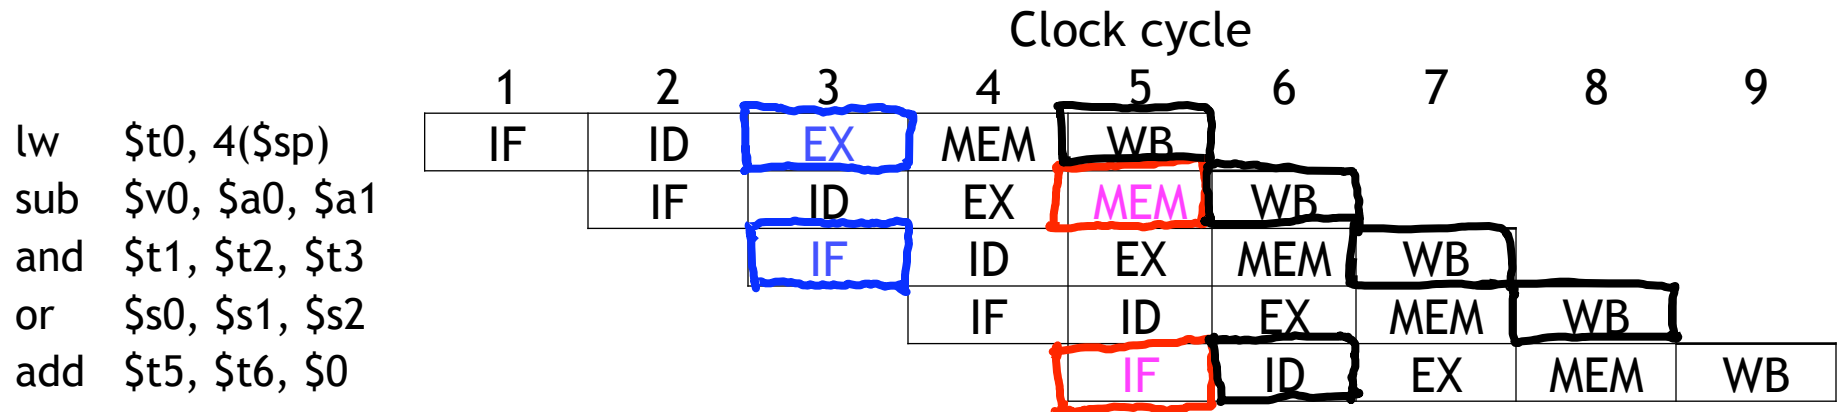 Clock cycle
1 2 3 4 5 6 7 8 9
lw $t0, 4($sp) IF ID EX MEM WB
sub $v0, $a0, $a1 IF ID EX MEM WB
and $t1, $t2, $t3 IF ID EX MEM WB
or $s0, $s1, $s2 IF ID EX MEM WB
add $t5, $t6, $0 IF ID EX MEM WB